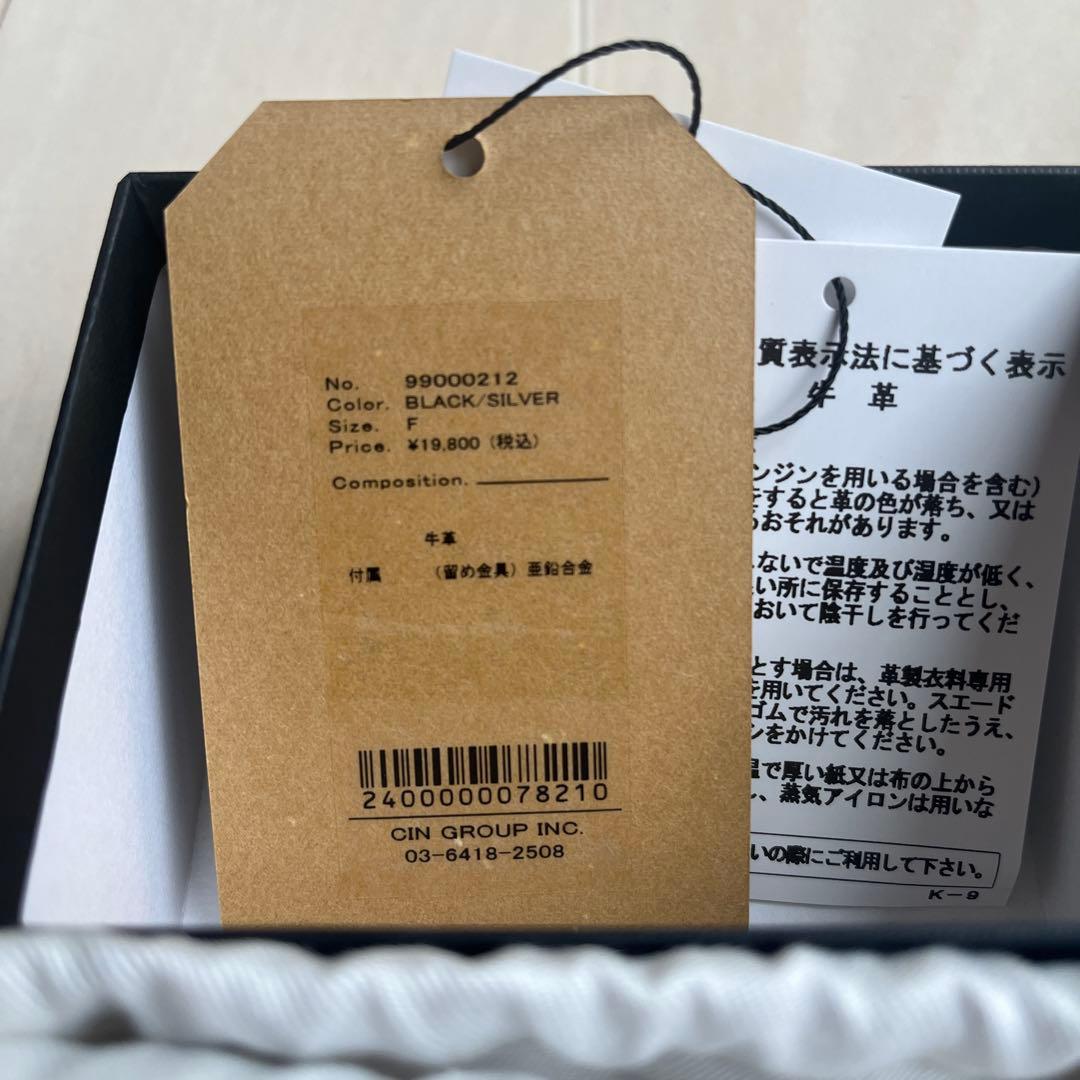 No. 99000212
Color. BLACK/SILVER
Size. F
Price. ¥19,800 (税込)
Composition.
牛革
付属 (留め金具) 亜鉛合金
2400000078210
CIN GROUP INC.
03-6418-2508
質表示法に基づく表示
牛 革
ンジンを用いる場合を含む)
をすると革の色が落ち、又は
おそれがあります。
ないで温度及び湿度が低く、
い所に保存することとし、
おいて陰干しを行ってくだ
とす場合は、革製衣料専用
を用いてください。スエード
ゴムで汚れを落としたうえ、
ンをかけてください。
温で厚い紙又は布の上から
し、蒸気アイロンは用いな
いの際にご利用して下さい。
K-9